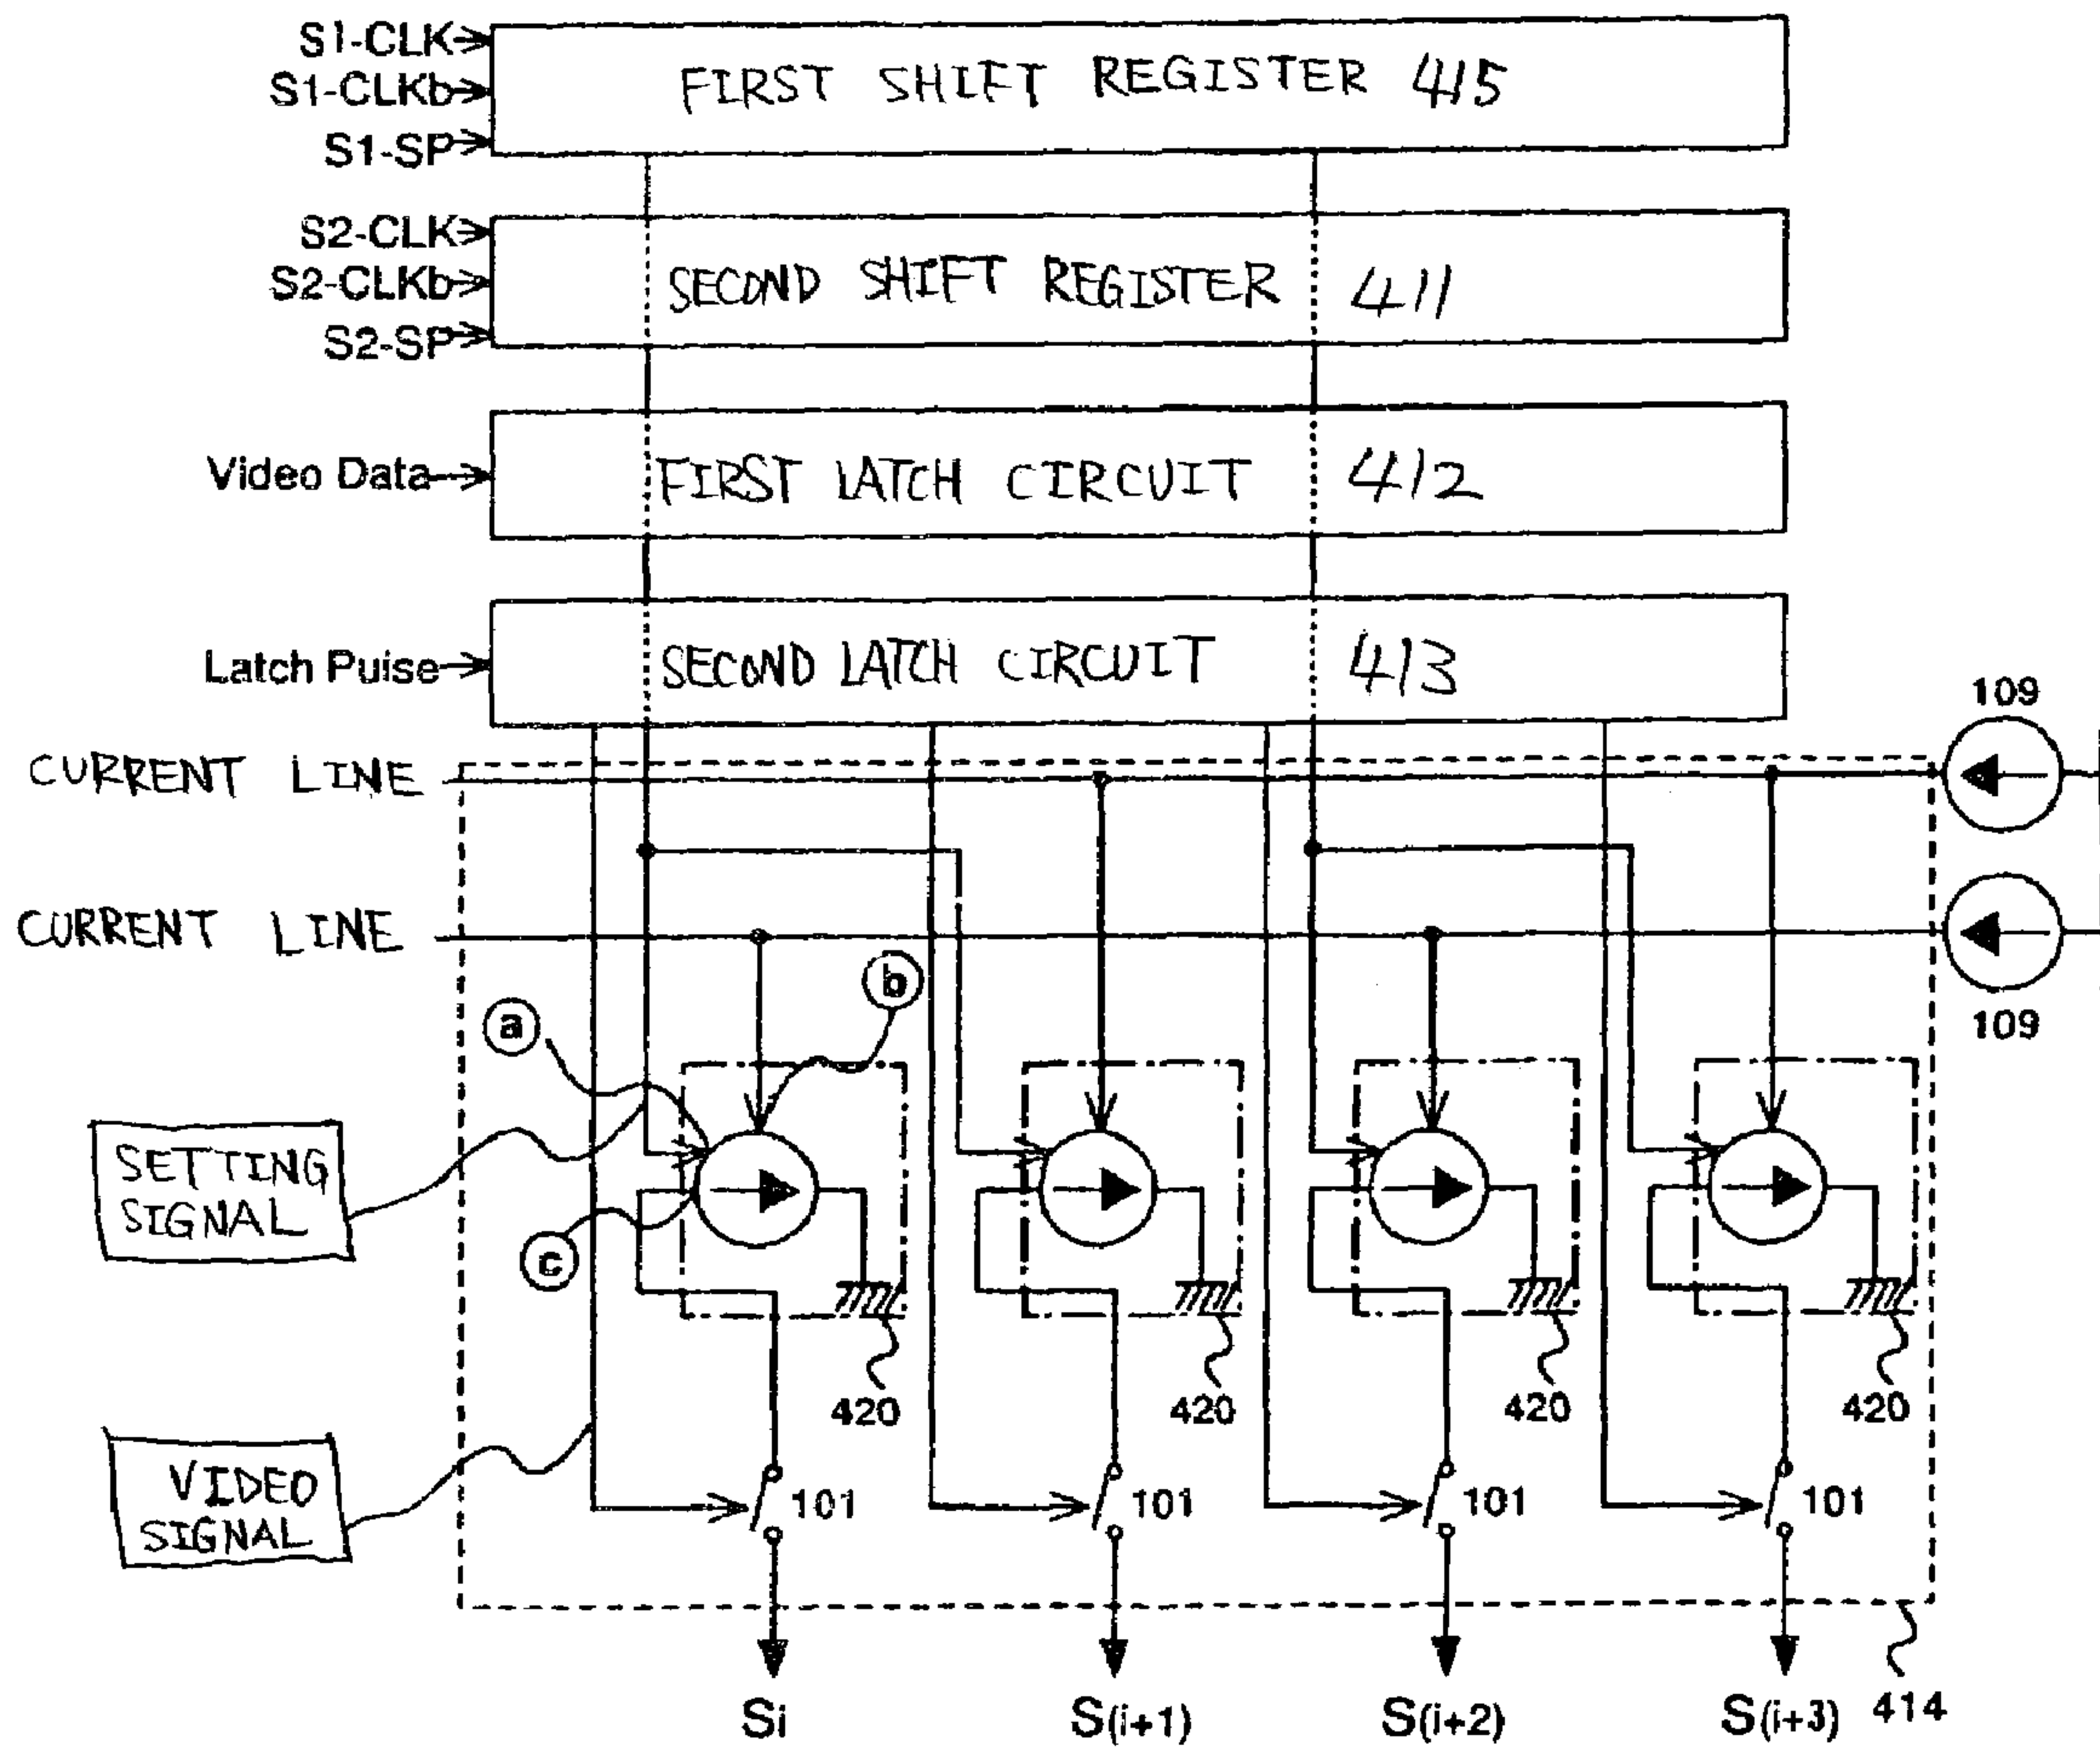 S1-CLK
S1-CLKb
S1-SP
FIRST SHIFT REGISTER 415
S2-CLK
S2-CLKb
S2-SP
SECOND SHIFT REGISTER 411
Video Data
FIRST LATCH CIRCUIT 412
Latch Puise
SECOND LATCH CIRCUIT 413
109
CURRENT LINE
CURRENT LINE
109
a
b
c
SETTING
SIGNAL
420
420
420
420
VIDEO
SIGNAL
101
101
101
101
Si
S(i+1)
S(i+2)
S(i+3)
414